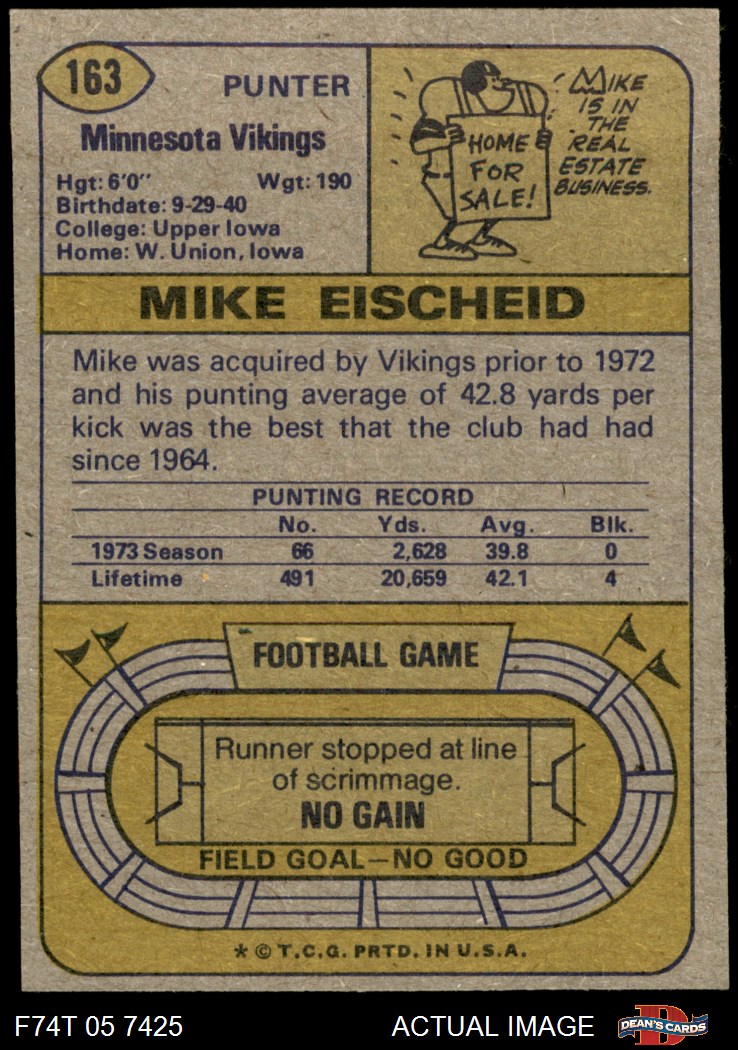 163
PUNTER
Minnesota Vikings
Hgt: 6'0" Wgt: 190
Birthdate: 9-29-40
College: Upper Iowa
Home: W. Union, Iowa
HOME
FOR
SALE!
MIKE
IS IN
THE
REAL
ESTATE
BUSINESS.
MIKE EISCHEID
Mike was acquired by Vikings prior to 1972
and his punting average of 42.8 yards per
kick was the best that the club had had
since 1964.
PUNTING RECORD
No. Yds. Avg. Blk.
1973 Season 66 2,628 39.8 0
Lifetime 491 20,659 42.1 4
FOOTBALL GAME
Runner stopped at line
of scrimmage.
NO GAIN
FIELD GOAL—NO GOOD
* © T.C.G. PRTD. IN U.S.A.
F74T 05 7425 ACTUAL IMAGE
D
DEAN'S CARDS